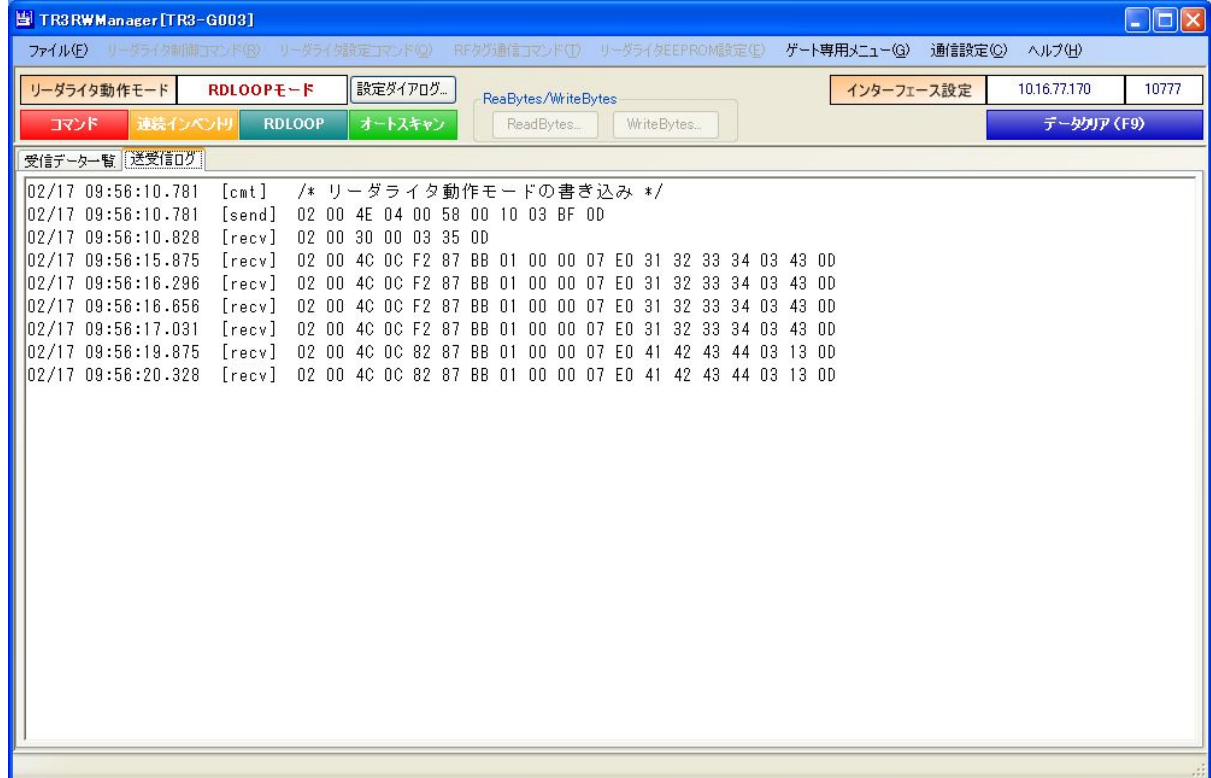 TR3RWManager[TR3-G003]
ファイル(F) リーダライタ制御コマンド(R) リーダライタ設定コマンド(Q) RFタグ通信コマンド(T) リーダライタEEPROM設定(E) ゲート専用メニュー(G) 通信設定(C) ヘルプ(H)
リーダライタ動作モード RDLOOPモード 設定ダイアログ... インターフェース設定 10.16.77.170 10777
ReaBytes/WriteBytes
コマンド 連続インベントリ RDLOOP オートスキャン ReadBytes... WriteBytes... データクリア(F9)
受信データ一覧 送受信ログ
02/17 09:56:10.781 [cmt] /* リーダライタ動作モードの書き込み */
02/17 09:56:10.781 [send] 02 00 4E 04 00 58 00 10 03 BF 0D
02/17 09:56:10.828 [recv] 02 00 30 00 03 35 0D
02/17 09:56:15.875 [recv] 02 00 4C 0C F2 87 BB 01 00 00 07 E0 31 32 33 34 03 43 0D
02/17 09:56:16.296 [recv] 02 00 4C 0C F2 87 BB 01 00 00 07 E0 31 32 33 34 03 43 0D
02/17 09:56:16.656 [recv] 02 00 4C 0C F2 87 BB 01 00 00 07 E0 31 32 33 34 03 43 0D
02/17 09:56:17.031 [recv] 02 00 4C 0C F2 87 BB 01 00 00 07 E0 31 32 33 34 03 43 0D
02/17 09:56:19.875 [recv] 02 00 4C 0C 82 87 BB 01 00 00 07 E0 41 42 43 44 03 13 0D
02/17 09:56:20.328 [recv] 02 00 4C 0C 82 87 BB 01 00 00 07 E0 41 42 43 44 03 13 0D